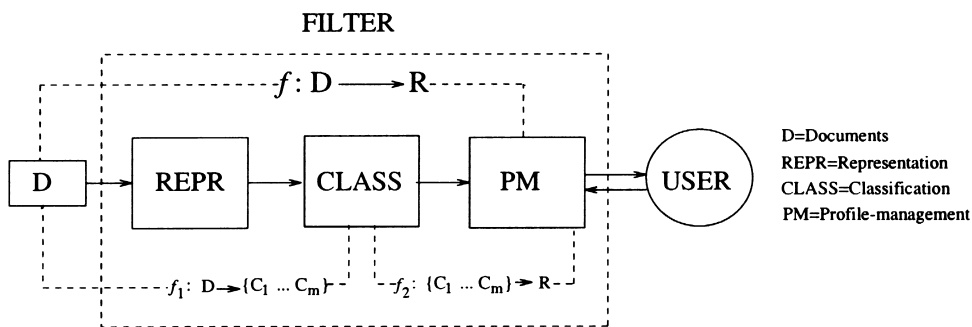 FILTER
f : D ⟶ R
D
REPR
CLASS
PM
USER
D=Documents
REPR=Representation
CLASS=Classification
PM=Profile-management
f₁: D→{C₁ ... Cₘ}
f₂: {C₁ ... Cₘ}→ R